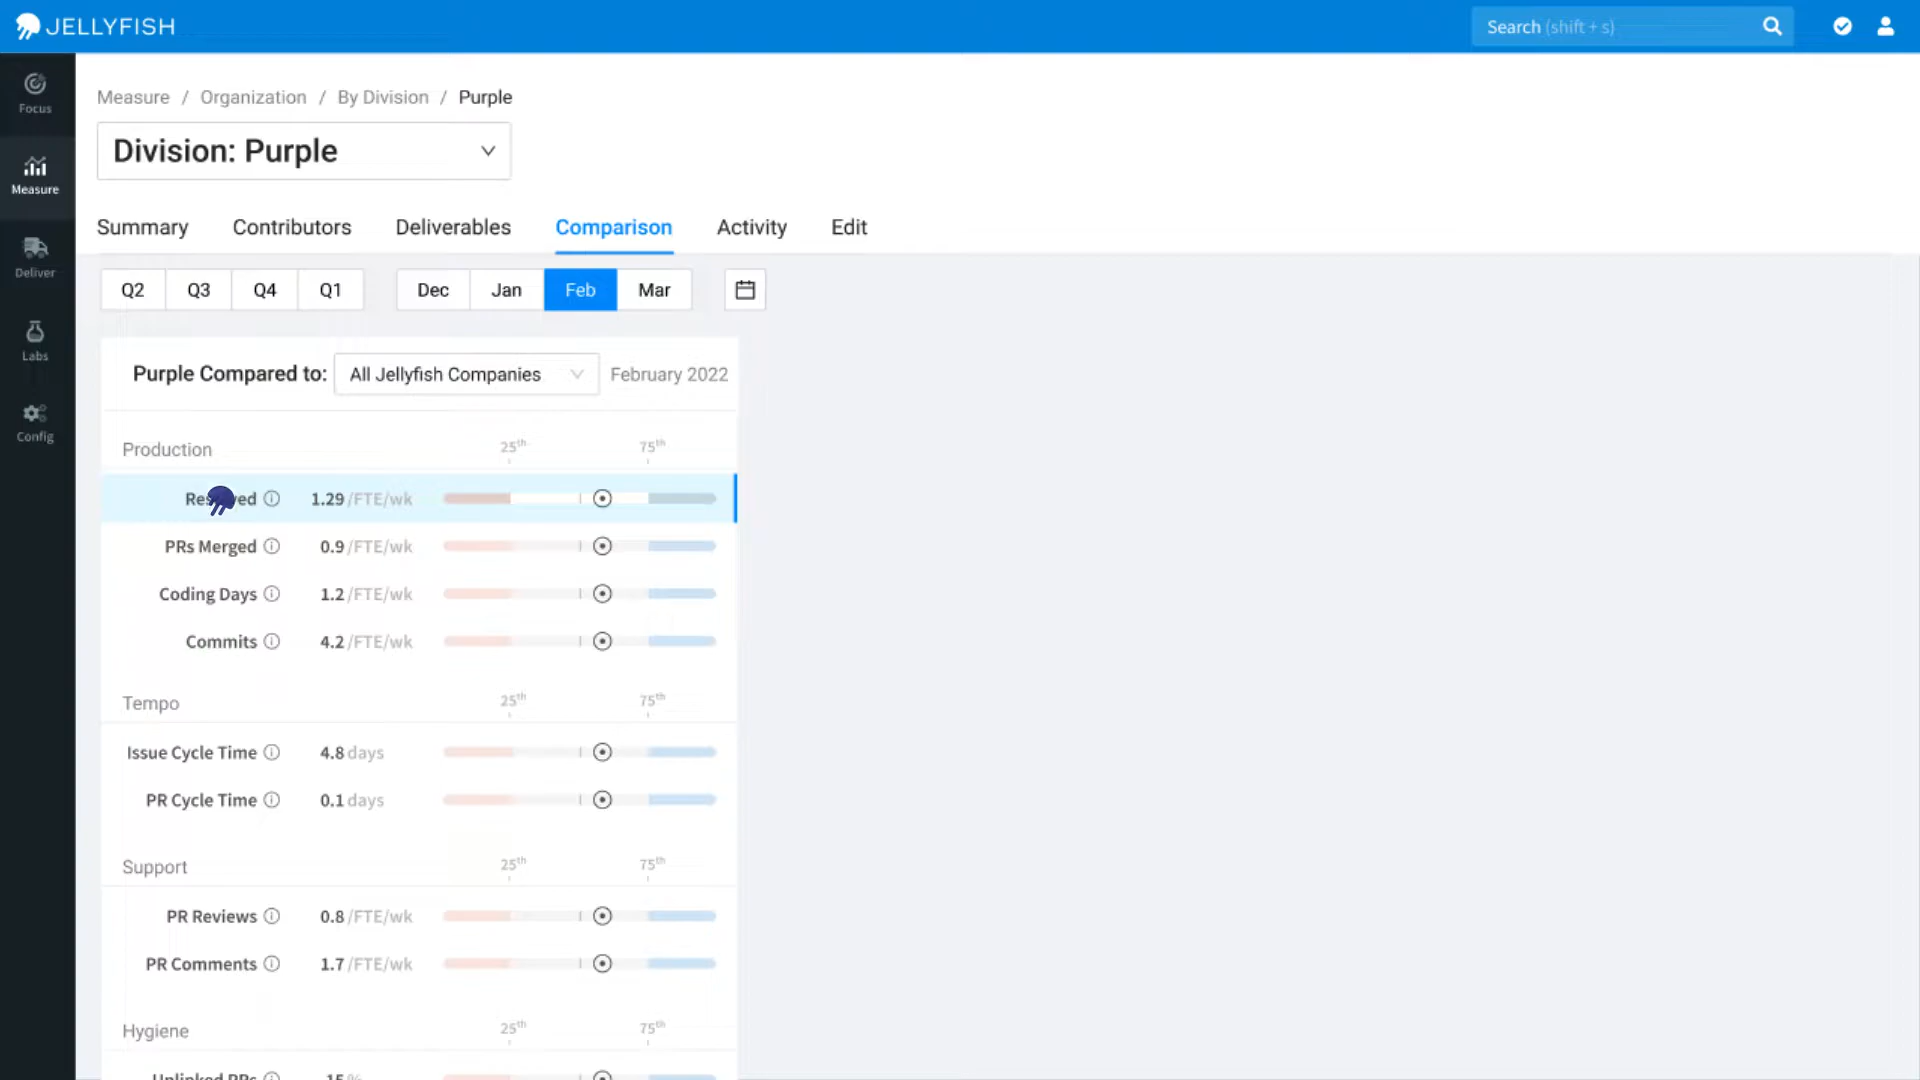 JELLYFISH
Search (shift + s)
Focus
Measure
Deliver
Labs
Config
Measure / Organization / By Division / Purple
Division: Purple
Summary Contributors Deliverables Comparison Activity Edit
Q2 Q3 Q4 Q1 Dec Jan Feb Mar
Purple Compared to: All Jellyfish Companies February 2022
Production 25th 75th
1.29 /FTE/wk
PRs Merged 0.9 /FTE/wk
Coding Days 1.2 /FTE/wk
Commits 4.2 /FTE/wk
Tempo 25th 75th
Issue Cycle Time 4.8 days
PR Cycle Time 0.1 days
Support 25th 75th
PR Reviews 0.8 /FTE/wk
PR Comments 1.7 /FTE/wk
Hygiene 25th 75th
Unlinked PRs 15 %